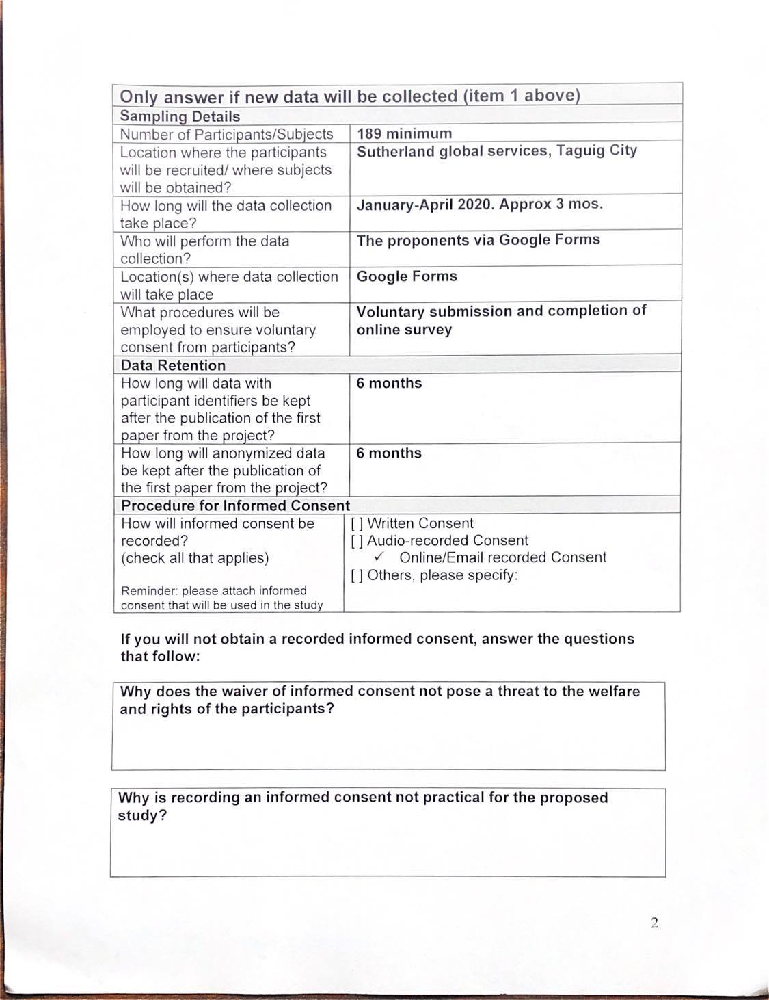 Only answer if new data will be collected (item 1 above)
Sampling Details
Number of Participants/Subjects
189 minimum
Location where the participants
will be recruited/ where subjects
will be obtained?
Sutherland global services, Taguig City
How long will the data collection
take place?
January-April 2020. Approx 3 mos.
Who will perform the data
collection?
The proponents via Google Forms
Location(s) where data collection
will take place
Google Forms
What procedures will be
employed to ensure voluntary
consent from participants?
Voluntary submission and completion of
online survey
Data Retention
How long will data with
participant identifiers be kept
after the publication of the first
paper from the project?
6 months
How long will anonymized data
be kept after the publication of
the first paper from the project?
6 months
Procedure for Informed Consent
How will informed consent be
recorded?
(check all that applies)
Reminder: please attach informed
consent that will be used in the study
[ ] Written Consent
[ ] Audio-recorded Consent
✓ Online/Email recorded Consent
[ ] Others, please specify:
If you will not obtain a recorded informed consent, answer the questions
that follow:
Why does the waiver of informed consent not pose a threat to the welfare
and rights of the participants?
Why is recording an informed consent not practical for the proposed
study?
2